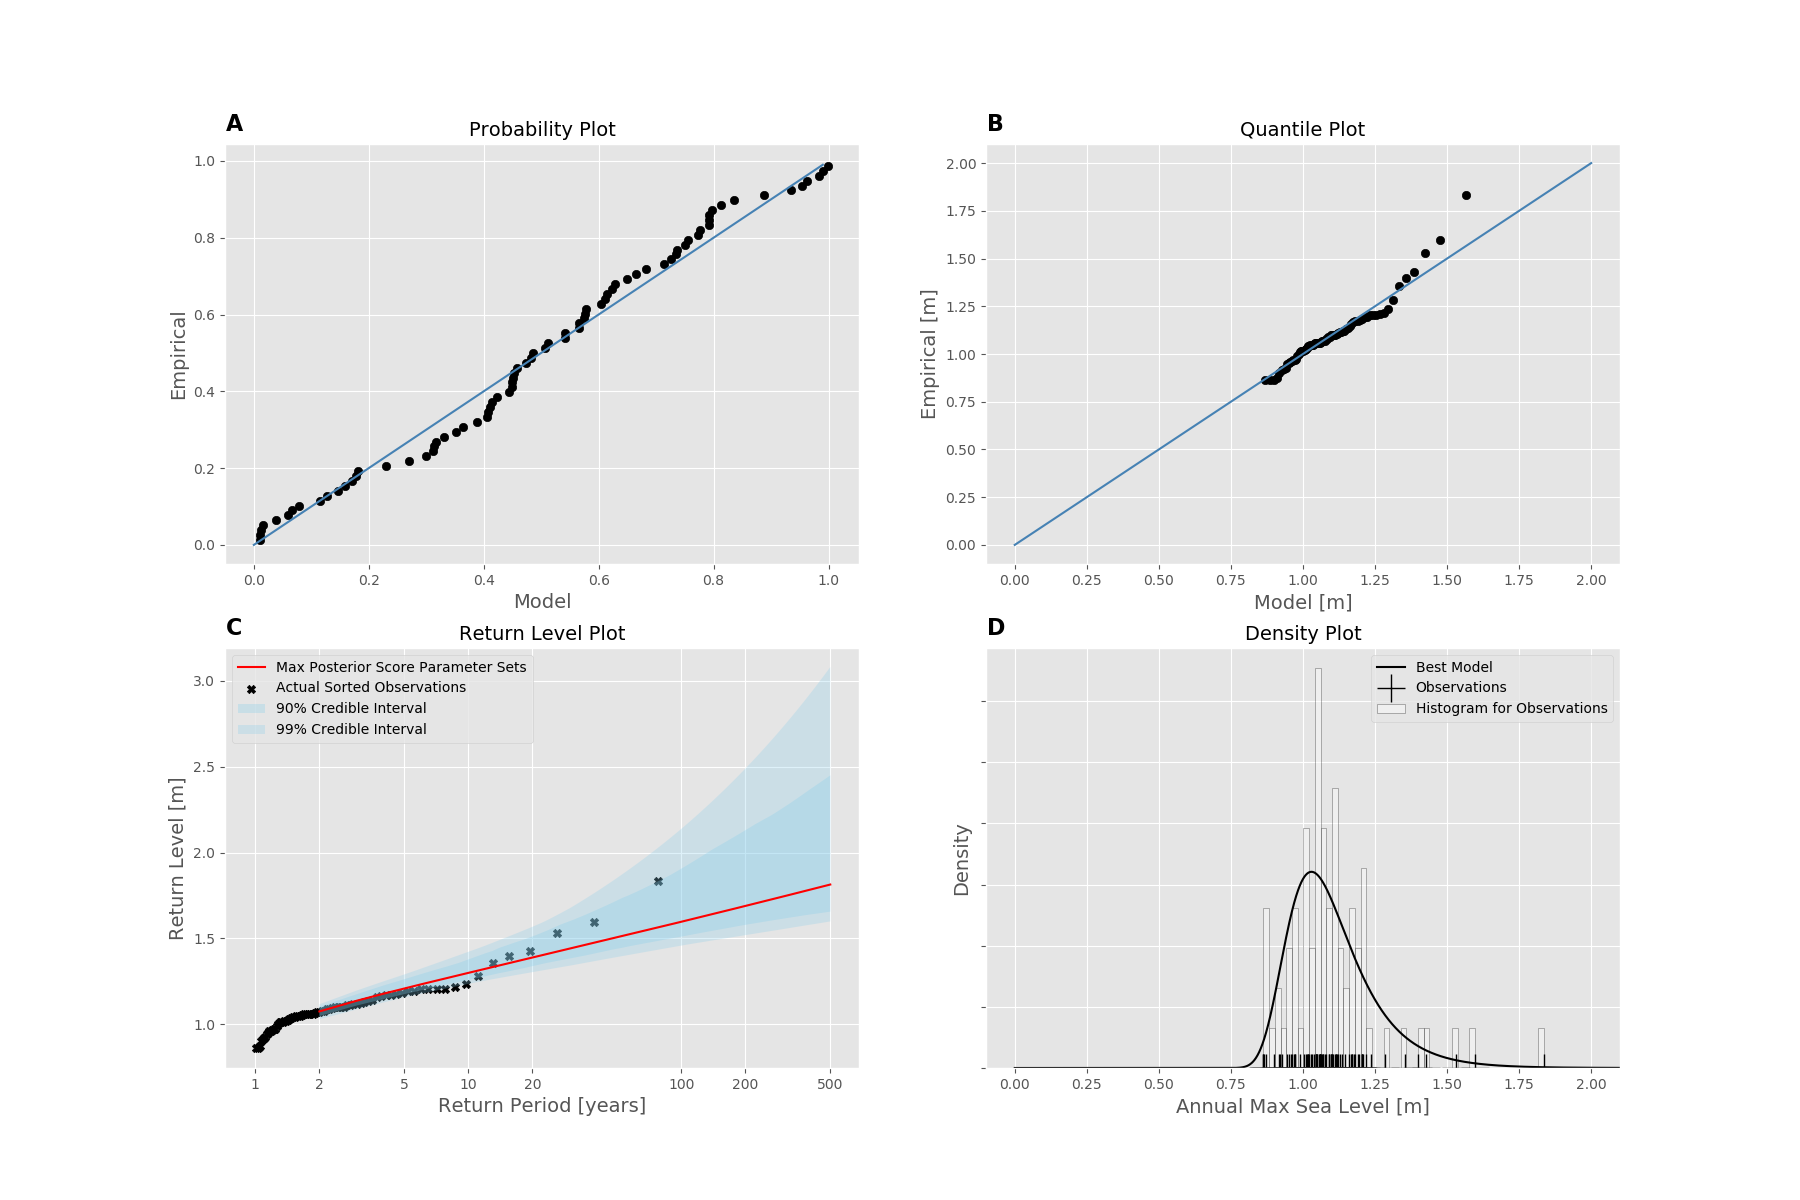 A
Probability Plot
1.0
0.8
0.6
0.4
0.2
0.0
Empirical
0.0 0.2 0.4 0.6 0.8 1.0
Model
B
Quantile Plot
2.00
1.75
1.50
1.25
1.00
0.75
0.50
0.25
0.00
Empirical [m]
0.00 0.25 0.50 0.75 1.00 1.25 1.50 1.75 2.00
Model [m]
C
Return Level Plot
Max Posterior Score Parameter Sets
Actual Sorted Observations
90% Credible Interval
99% Credible Interval
3.0
2.5
2.0
1.5
1.0
Return Level [m]
1 2 5 10 20 100 200 500
Return Period [years]
D
Density Plot
Best Model
Observations
Histogram for Observations
Density
0.00 0.25 0.50 0.75 1.00 1.25 1.50 1.75 2.00
Annual Max Sea Level [m]